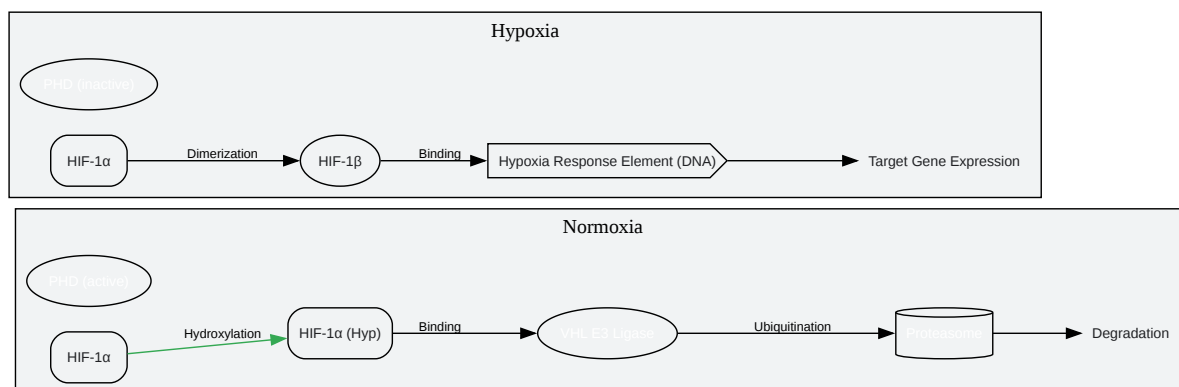 Hypoxia
PHD (inactive)
HIF-1α
Dimerization
HIF-1β
Binding
Hypoxia Response Element (DNA)
Target Gene Expression
Normoxia
PHD (active)
HIF-1α
Hydroxylation
HIF-1α (Hyp)
Binding
VHL E3 Ligase
Ubiquitination
Proteasome
Degradation